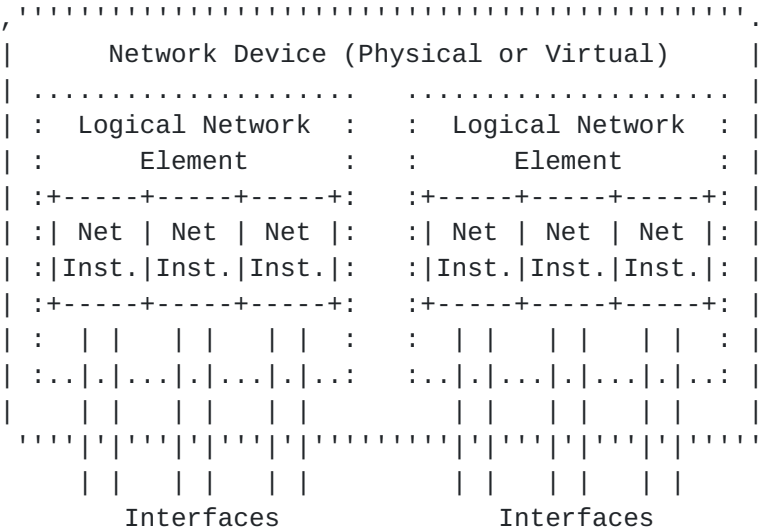 Network Device (Physical or Virtual)
Logical Network Logical Network
Element Element
Net Net Net Net Net Net
Inst. Inst. Inst. Inst. Inst. Inst.
Interfaces Interfaces